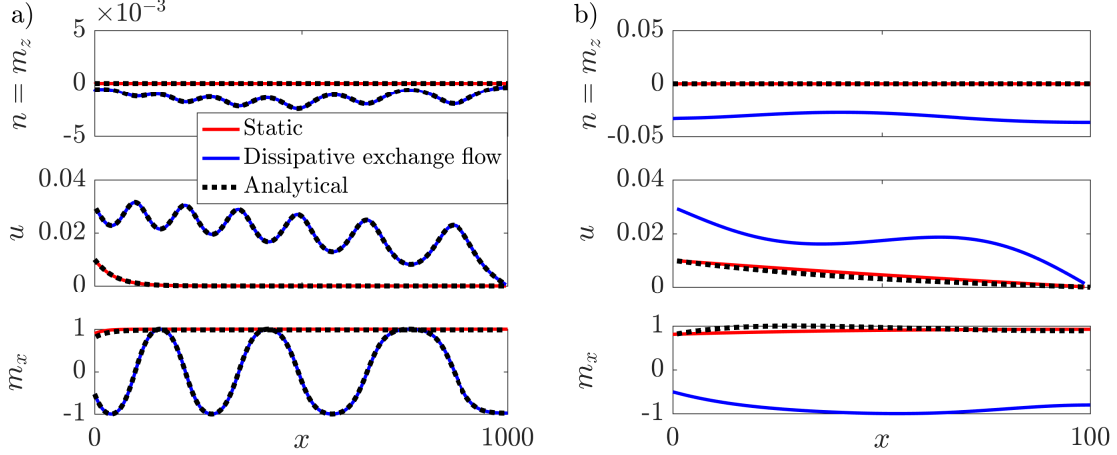 a)
×10⁻³
n = m_z
5
0
-5
Static
Dissipative exchange flow
Analytical
u
0.04
0.02
0
m_x
1
0
-1
0
x
1000
b)
n = m_z
0.05
0
-0.05
u
0.04
0.02
0
m_x
1
0
-1
0
x
100